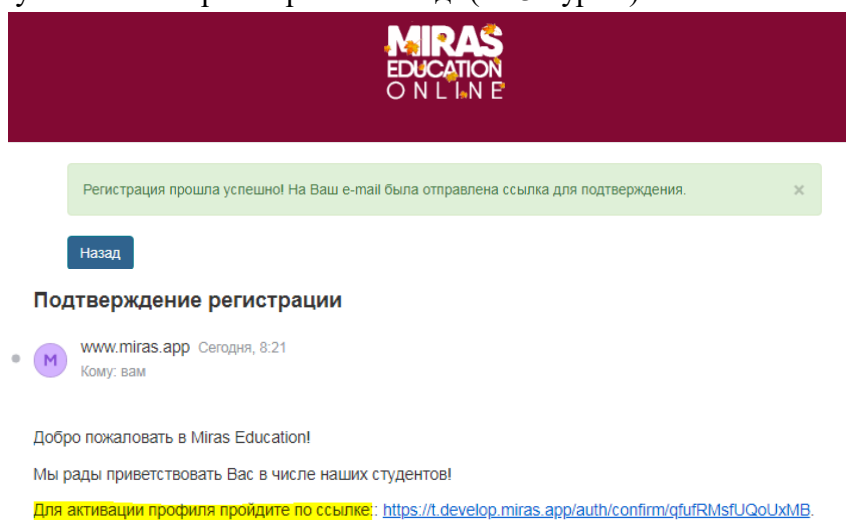 MIRAS
EDUCATION
ONLINE
Регистрация прошла успешно! На Ваш e-mail была отправлена ссылка для подтверждения. ×
Назад
Подтверждение регистрации
M www.miras.app Сегодня, 8:21
Кому: вам
Добро пожаловать в Miras Education!
Мы рады приветствовать Вас в числе наших студентов!
Для активации профиля пройдите по ссылке:: https://t.develop.miras.app/auth/confirm/qfufRMsfUQoUxMB.